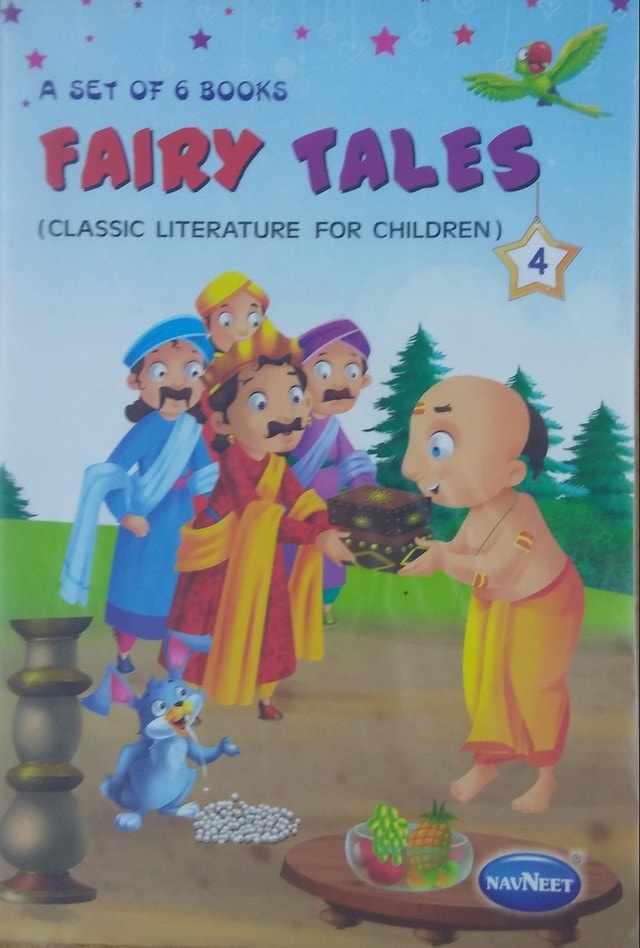 A SET OF 6 BOOKS
FAIRY TALES
(CLASSIC LITERATURE FOR CHILDREN)
4
NAVNEET
®